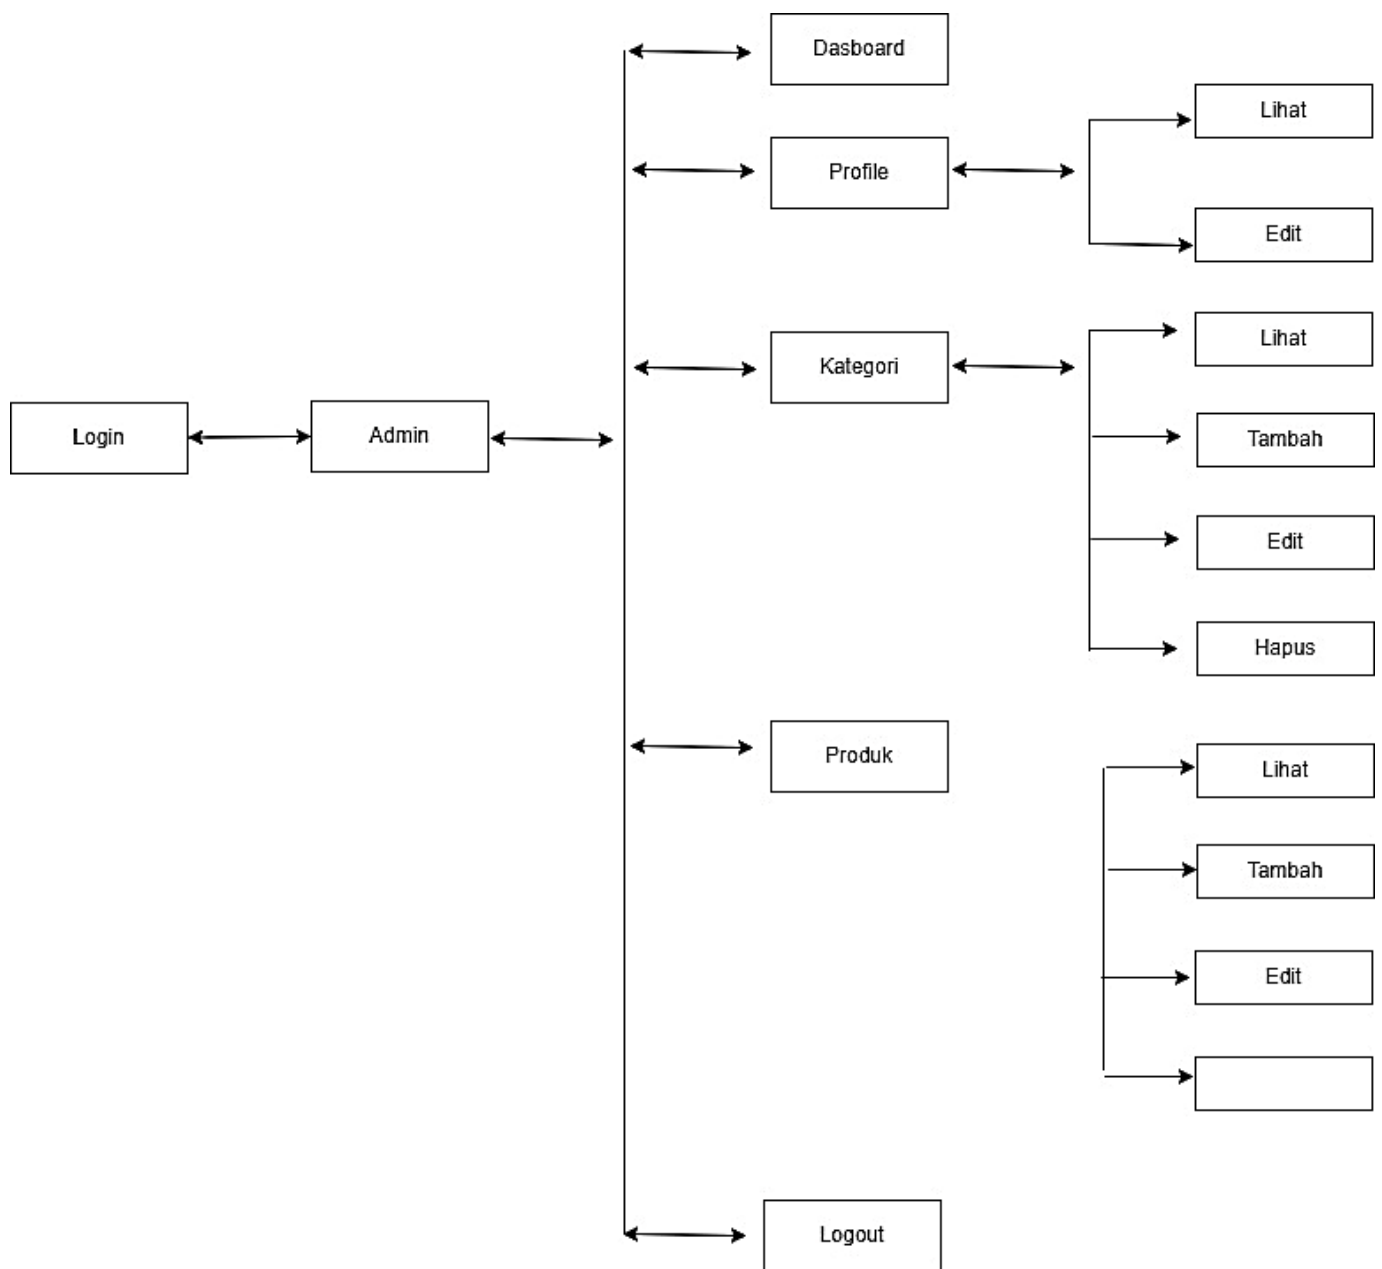 Dasboard
Lihat
Profile
Edit
Lihat
Kategori
Login
Admin
Tambah
Edit
Hapus
Produk
Lihat
Tambah
Edit
Logout